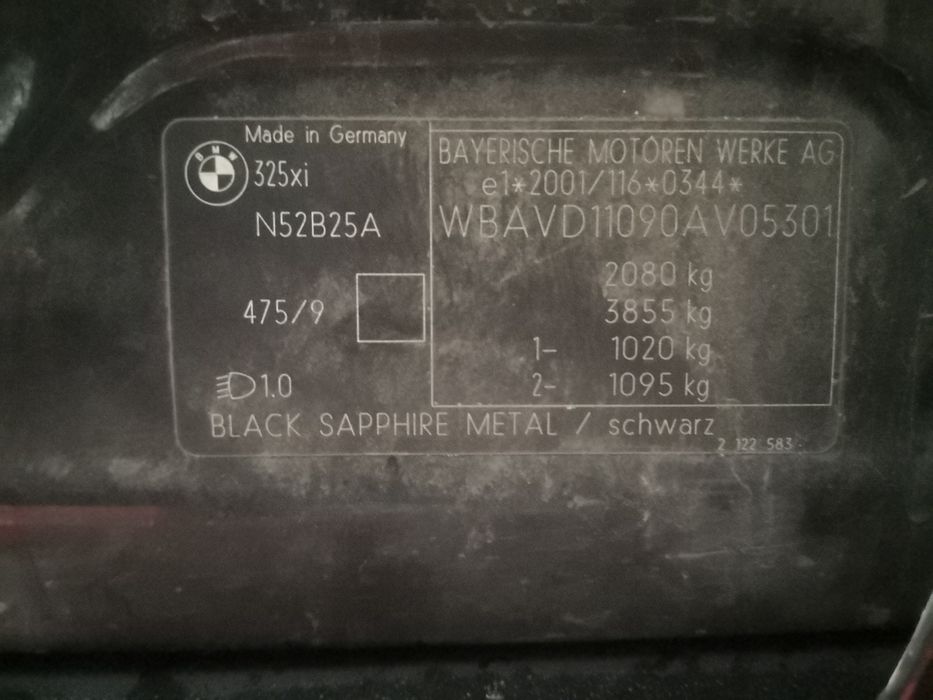 Made in Germany
BMW
325xi
N52B25A
475/9
1.0
BLACK SAPPHIRE METAL / schwarz
BAYERISCHE MOTOREN WERKE AG
e1*2001/116*0344*
WBAVD11090AV05301
2080 kg
3855 kg
1- 1020 kg
2- 1095 kg
2 122 583